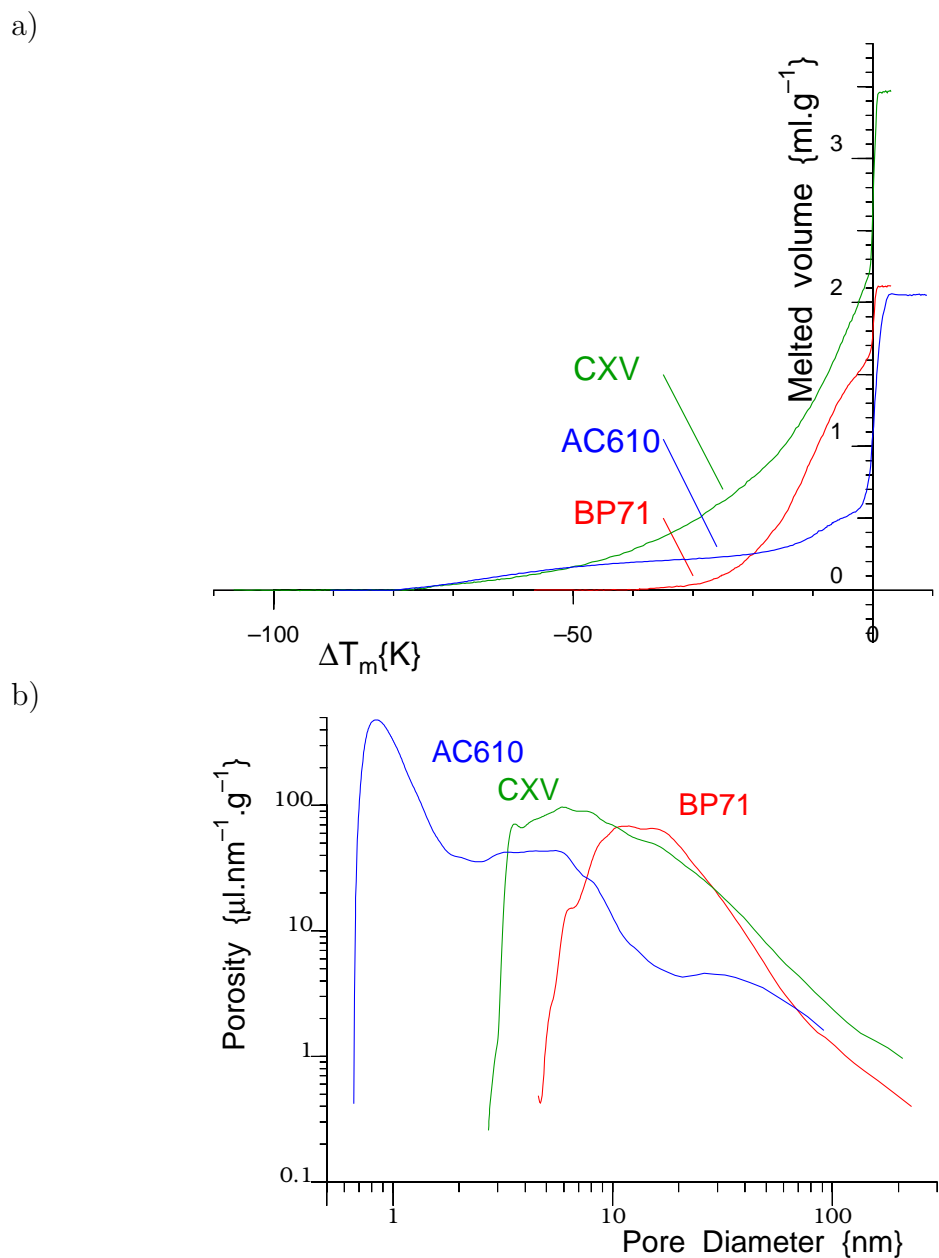 a)
Melted volume {ml.g⁻¹}
3
2
1
0
CXV
AC610
BP71
−100
−50
0
ΔTₘ{K}
b)
Porosity {μl.nm⁻¹.g⁻¹}
100
10
1
0.1
AC610
CXV
BP71
1
10
100
Pore Diameter {nm}